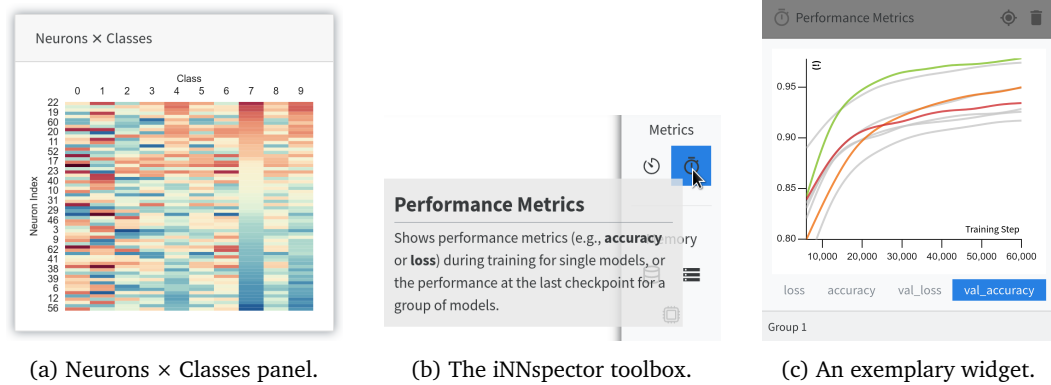 Neurons × Classes
Class
0 1 2 3 4 5 6 7 8 9
Neuron Index
22
19
60
20
11
52
17
23
40
10
31
29
46
3
9
62
41
38
39
6
12
56
(a) Neurons × Classes panel.
Metrics
Performance Metrics
Shows performance metrics (e.g., accuracy
or loss) during training for single models, or
the performance at the last checkpoint for a
group of models.
emory
(b) The iNNspector toolbox.
Performance Metrics
0.95
0.90
0.85
0.80
Training Step
10,000 20,000 30,000 40,000 50,000 60,000
loss accuracy val_loss val_accuracy
Group 1
(c) An exemplary widget.